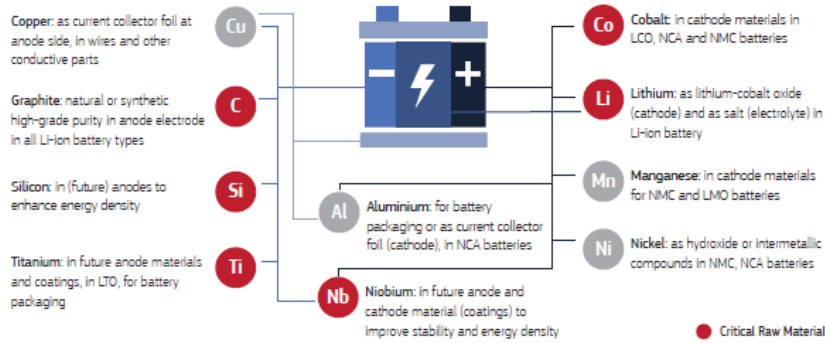 Copper: as current collector foil at
anode side, in wires and other
conductive parts
Cu
Graphite: natural or synthetic
high-grade purity in anode electrode
in all Li-ion battery types
C
Silicon: in (future) anodes to
enhance energy density
Si
Titanium: in future anode materials
and coatings, in LTO, for battery
packaging
Ti
− +
Al
Aluminium: for battery
packaging or as current collector
foil (cathode), in NCA batteries
Nb
Niobium: in future anode and
cathode material (coatings) to
improve stability and energy density
Co
Cobalt: in cathode materials in
LCO, NCA and NMC batteries
Li
Lithium: as lithium-cobalt oxide
(cathode) and as salt (electrolyte) in
Li-ion battery
Mn
Manganese: in cathode materials
for NMC and LMO batteries
Ni
Nickel: as hydroxide or intermetallic
compounds in NMC, NCA batteries
Critical Raw Material